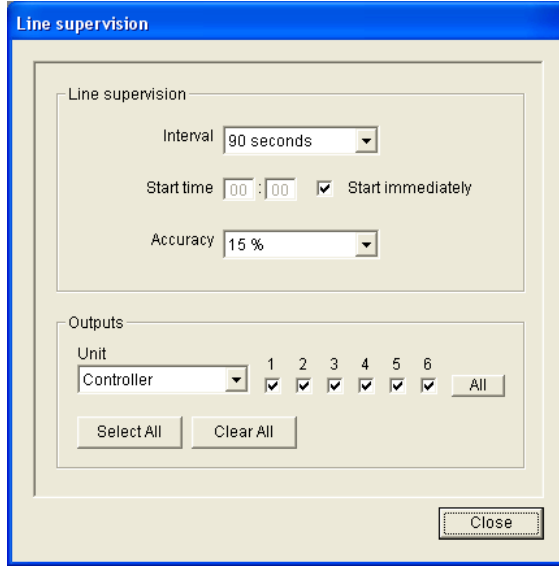 Line supervision
Line supervision
Interval 90 seconds
Start time 00 : 00 Start immediately
Accuracy 15 %
Outputs
Unit
1 2 3 4 5 6
Controller All
Select All Clear All
Close